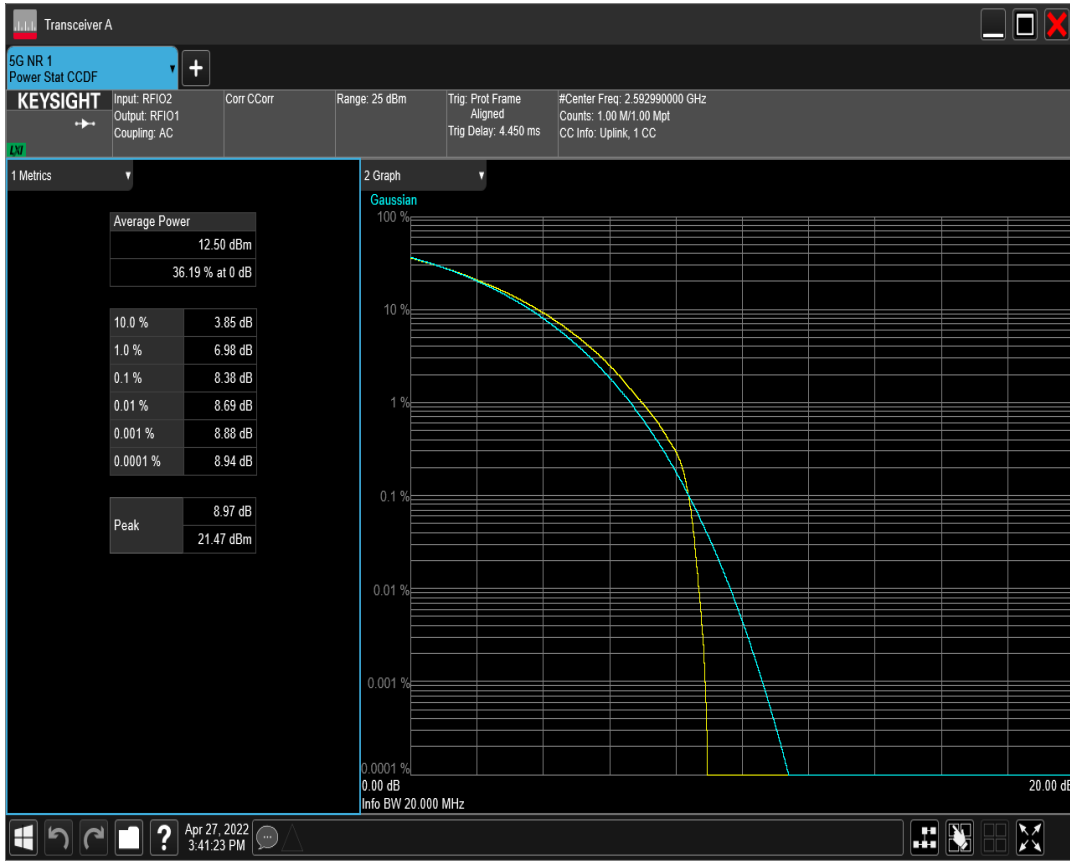 Transceiver A
5G NR 1
Power Stat CCDF
KEYSIGHT
LXI
Input: RFIO2
Output: RFIO1
Coupling: AC
Corr CCorr
Range: 25 dBm
Trig: Prot Frame
Aligned
Trig Delay: 4.450 ms
#Center Freq: 2.592990000 GHz
Counts: 1.00 M/1.00 Mpt
CC Info: Uplink, 1 CC
1 Metrics
Average Power
12.50 dBm
36.19 % at 0 dB
10.0 % 3.85 dB
1.0 % 6.98 dB
0.1 % 8.38 dB
0.01 % 8.69 dB
0.001 % 8.88 dB
0.0001 % 8.94 dB
Peak
8.97 dB
21.47 dBm
2 Graph
Gaussian
100 %
10 %
1 %
0.1 %
0.01 %
0.001 %
0.0001 %
0.00 dB 20.00 dB
Info BW 20.000 MHz
Apr 27, 2022
3:41:23 PM